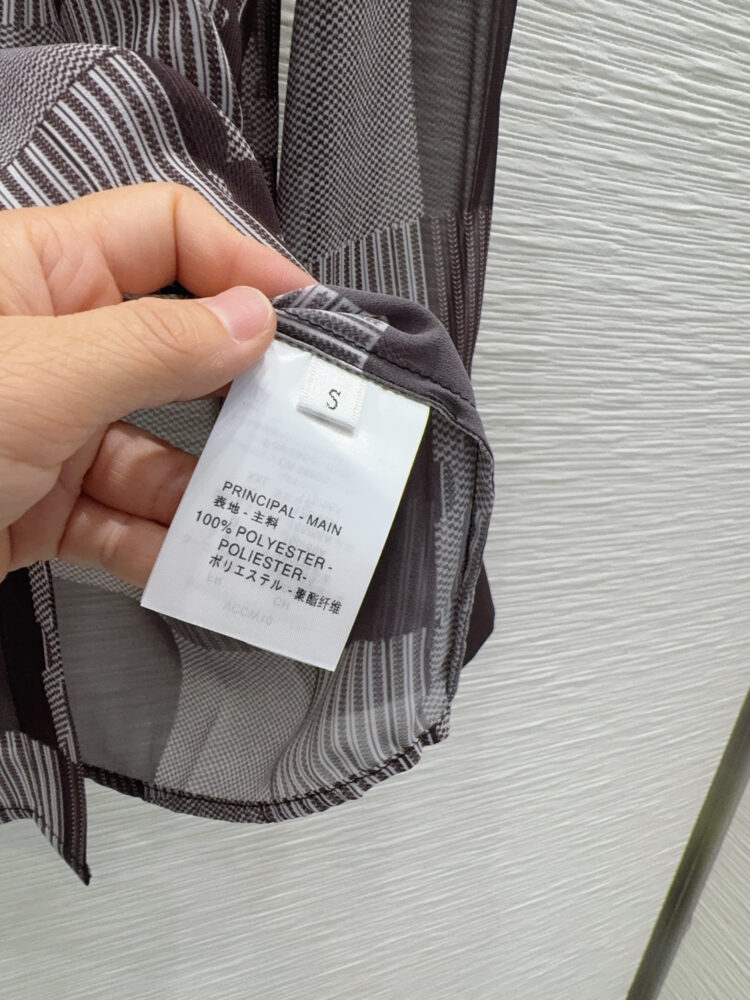 S
PRINCIPAL - MAIN
表地 - 主料
100% POLYESTER -
POLIESTER-
ポリエステル - 聚酯纤维